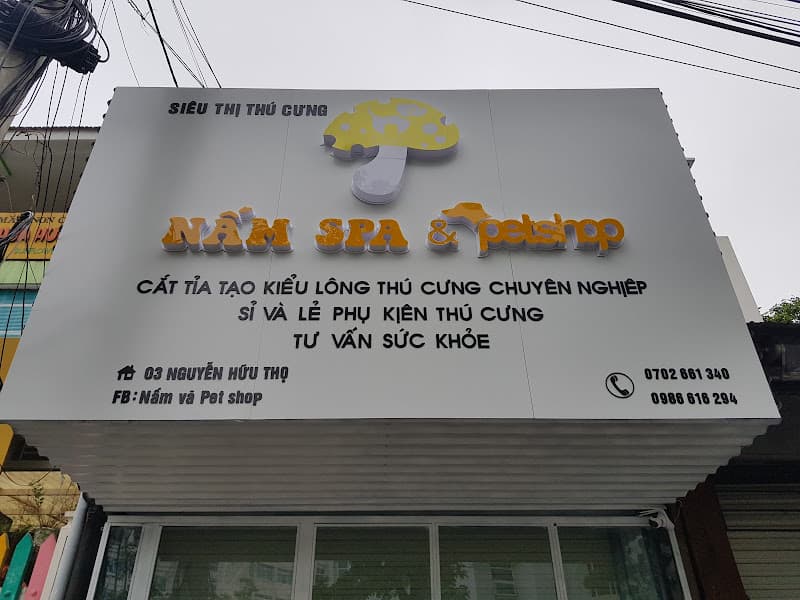 SIÊU THỊ THÚ CƯNG
NẤM SPA & petshop
CẮT TỈA TẠO KIỂU LÔNG THÚ CƯNG CHUYÊN NGHIỆP
SỈ VÀ LẺ PHỤ KIỆN THÚ CƯNG
TƯ VẤN SỨC KHỎE
03 NGUYỄN HỮU THỌ
FB: Nấm và Pet shop
0702 661 340
0986 616 294